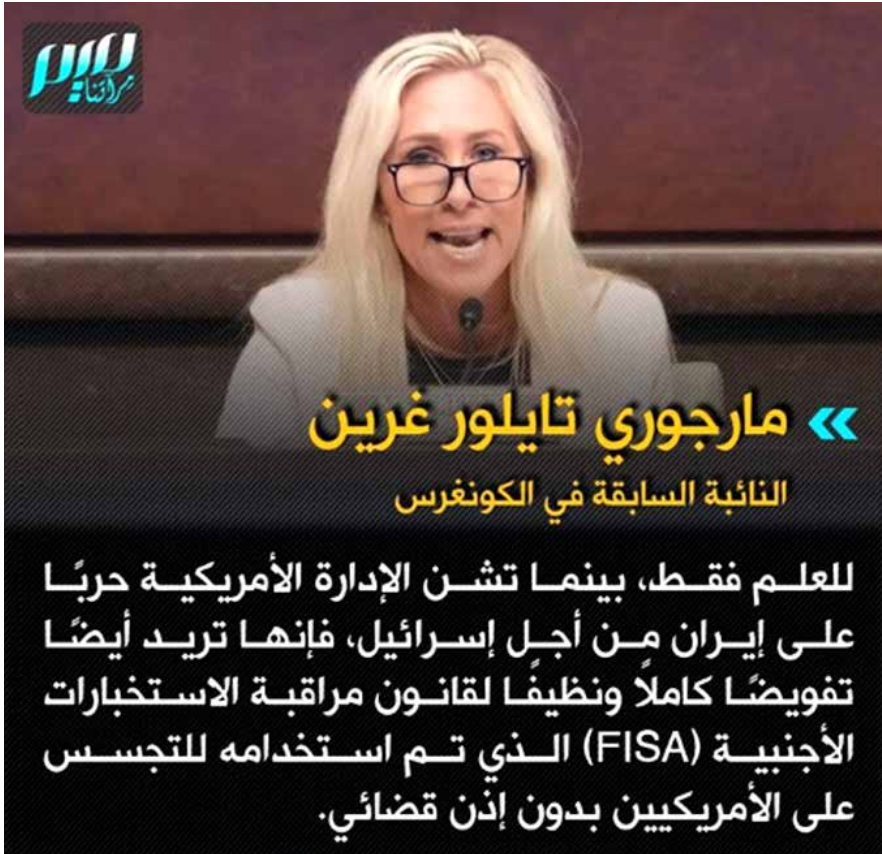 مرآتنا
مارجوري تايلور غرين
النائبة السابقة في الكونغرس
للعلم فقط، بينما تشن الإدارة الأمريكية حربًا
على إيران من أجل إسرائيل، فإنها تريد أيضًا
تفويضًا كاملاً ونظيفًا لقانون مراقبة الاستخبارات
الأجنبية (FISA) الذي تم استخدامه للتجسس
على الأمريكيين بدون إذن قضائي.